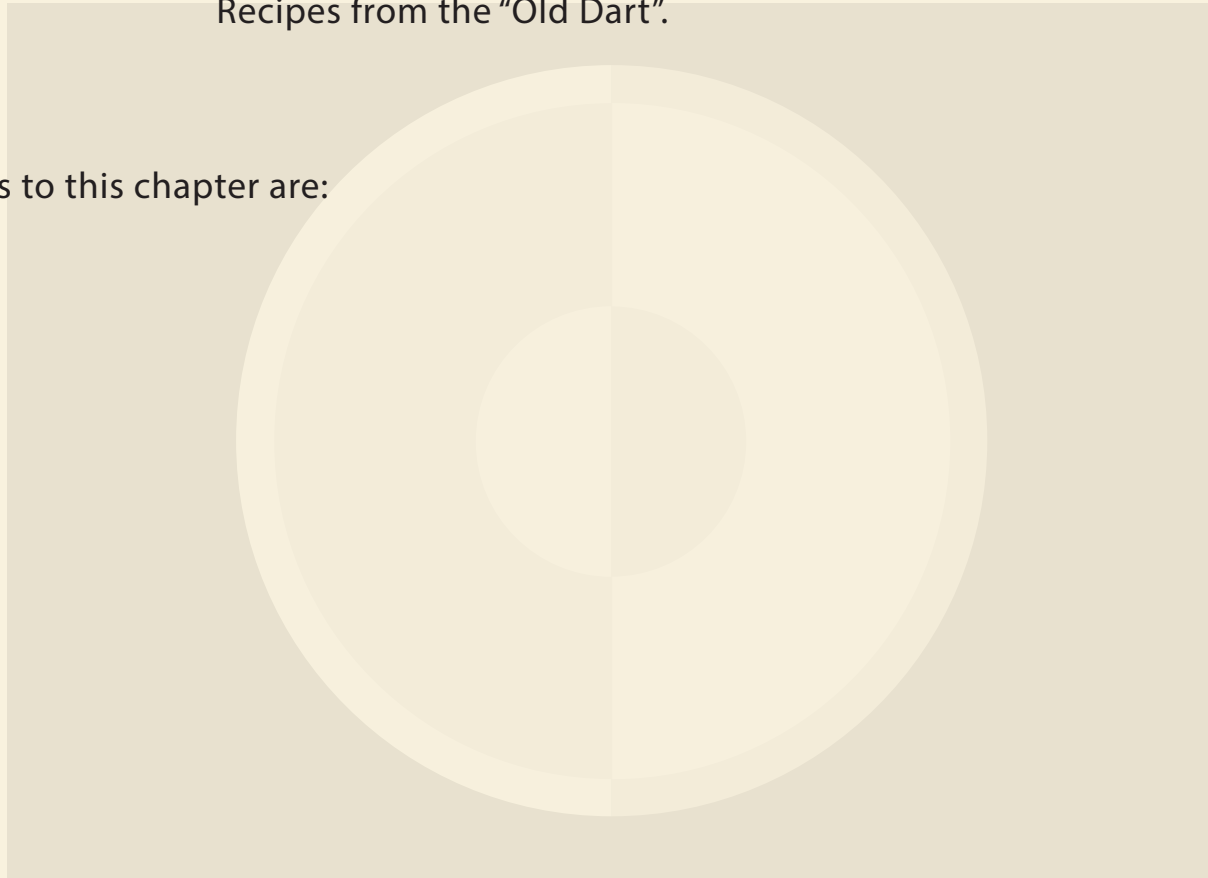 Recipes from the “Old Dart”.
s to this chapter are: